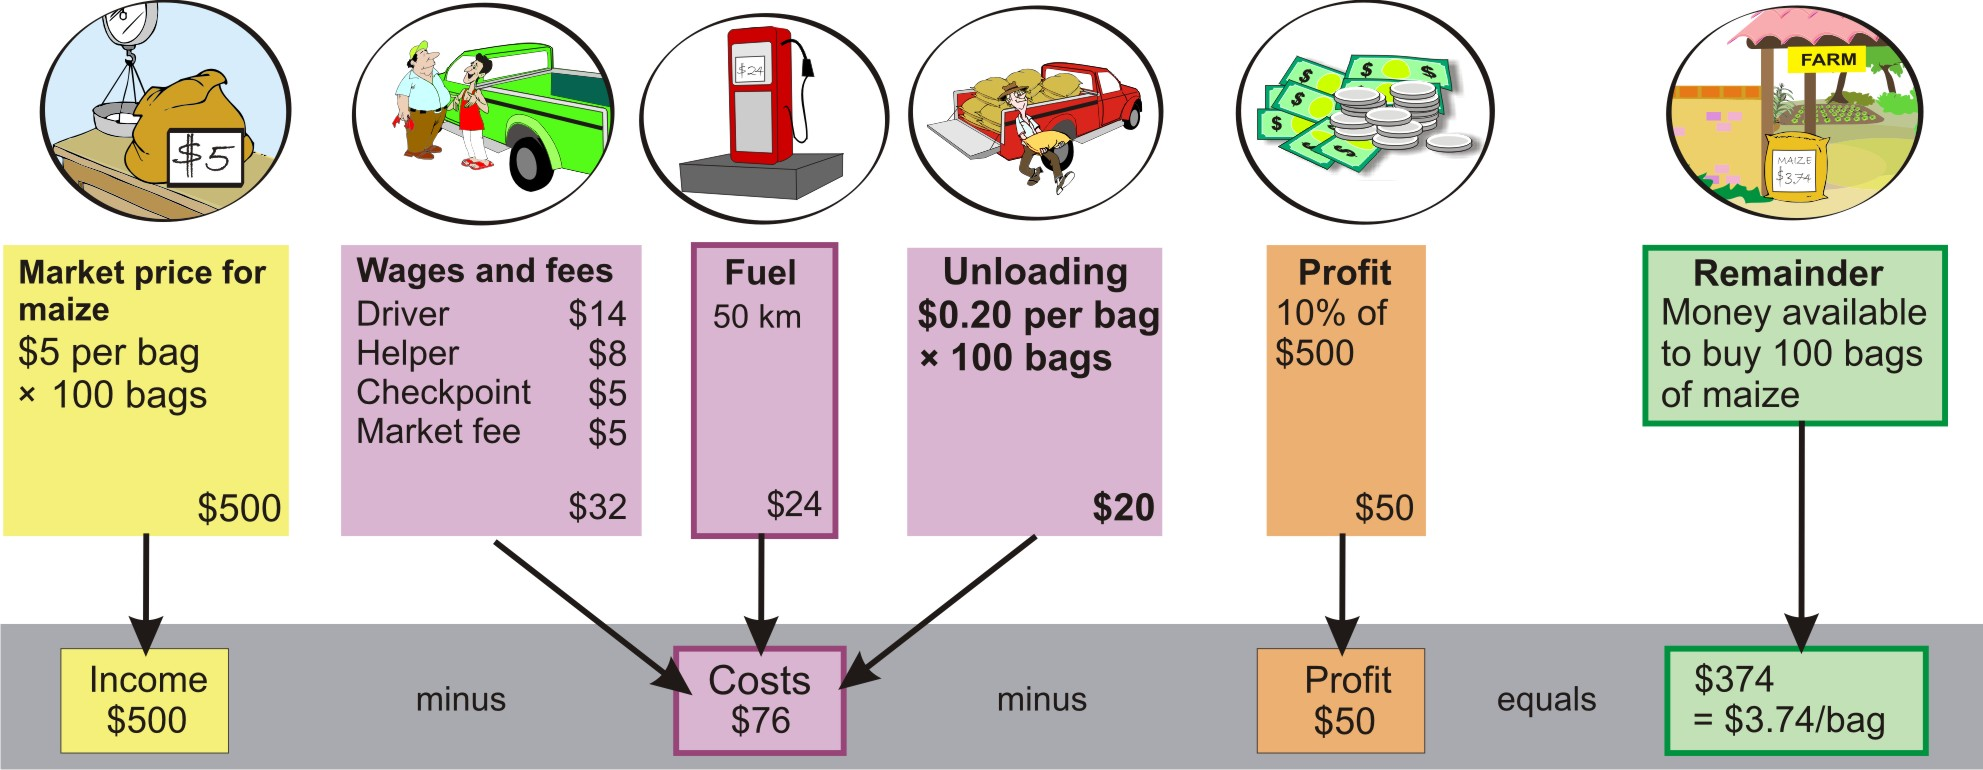 $5
$24
FARM
MAIZE
$3.74
Market price for
maize
$5 per bag
× 100 bags
$500
Wages and fees
Driver $14
Helper $8
Checkpoint $5
Market fee $5
$32
Fuel
50 km
$24
Unloading
$0.20 per bag
× 100 bags
$20
Profit
10% of
$500
$50
Remainder
Money available
to buy 100 bags
of maize
Income
$500
minus
Costs
$76
minus
Profit
$50
equals
$374
= $3.74/bag